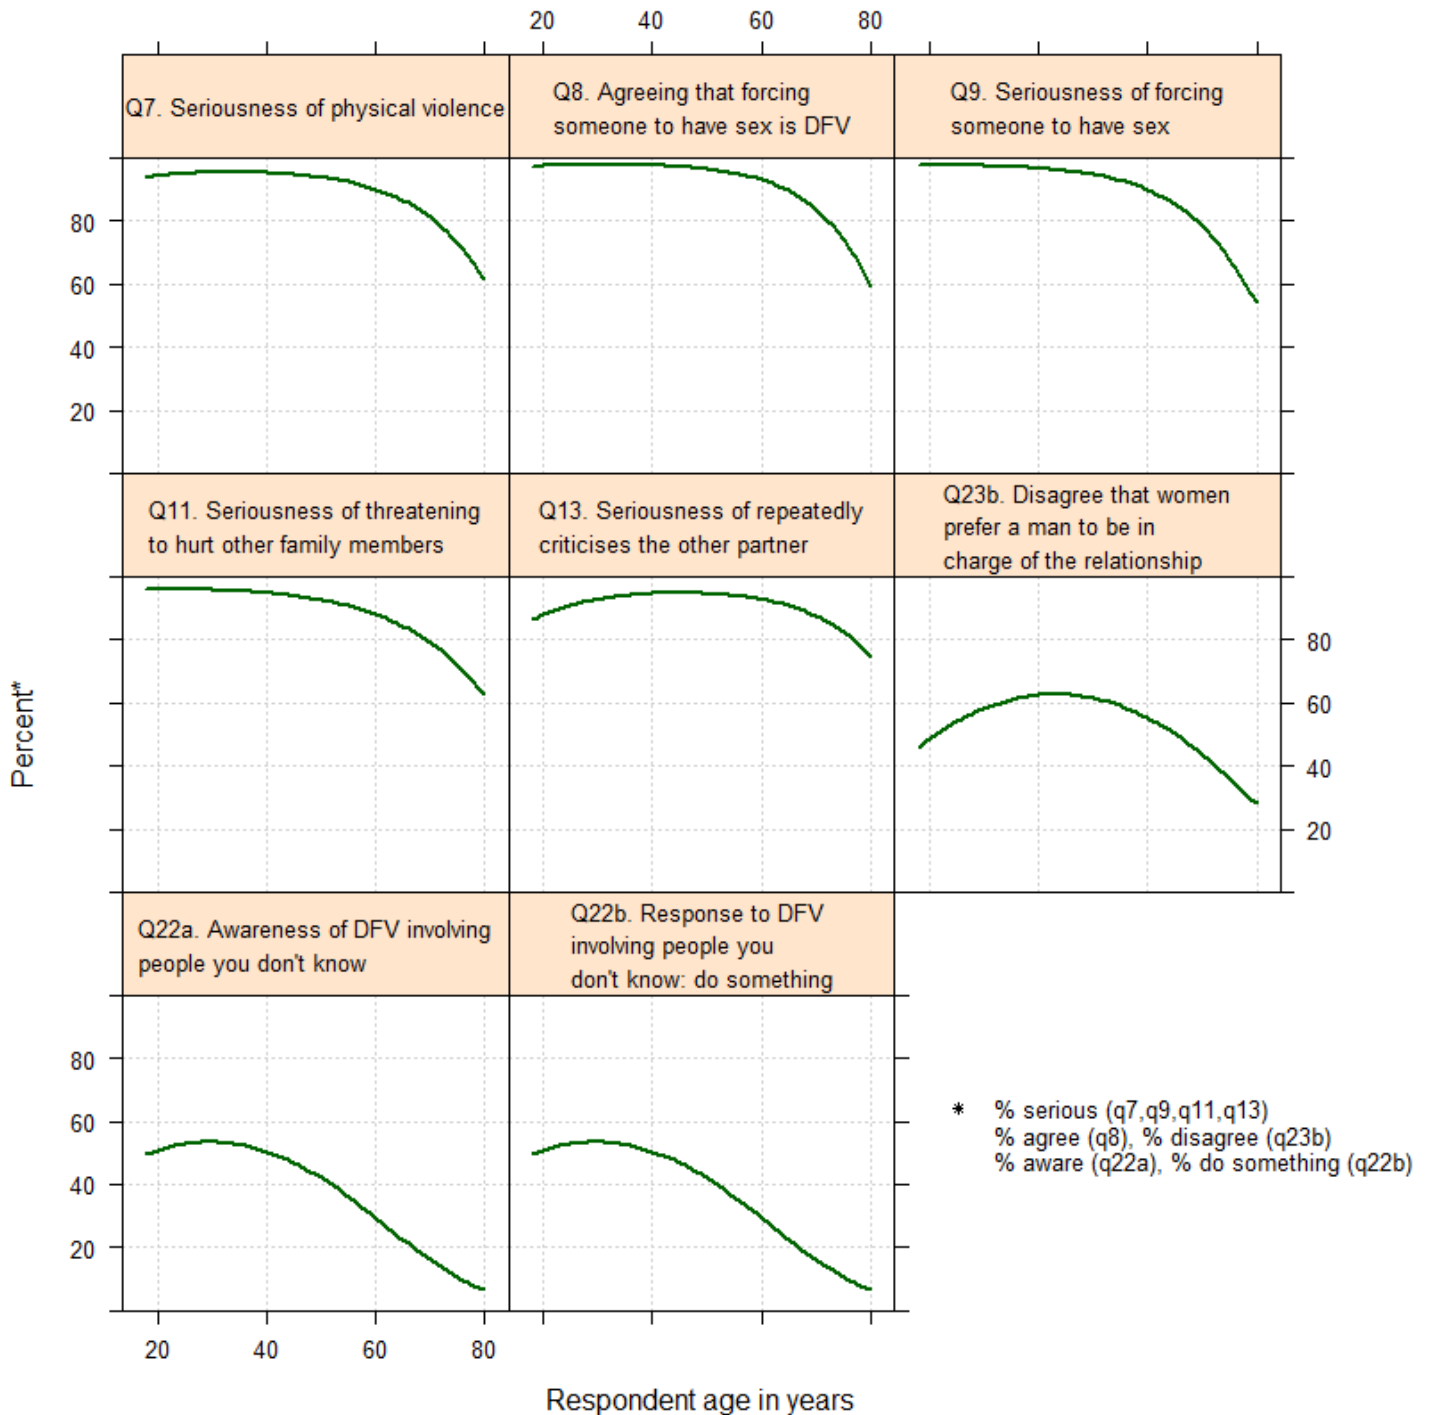 20 40 60 80
Q7. Seriousness of physical violence
Q8. Agreeing that forcing
someone to have sex is DFV
Q9. Seriousness of forcing
someone to have sex
80
60
40
20
Q11. Seriousness of threatening
to hurt other family members
Q13. Seriousness of repeatedly
criticises the other partner
Q23b. Disagree that women
prefer a man to be in
charge of the relationship
80
60
40
20
Percent*
Q22a. Awareness of DFV involving
people you don't know
Q22b. Response to DFV
involving people you
don't know: do something
80
60
40
20
* % serious (q7,q9,q11,q13)
% agree (q8), % disagree (q23b)
% aware (q22a), % do something (q22b)
20 40 60 80
Respondent age in years